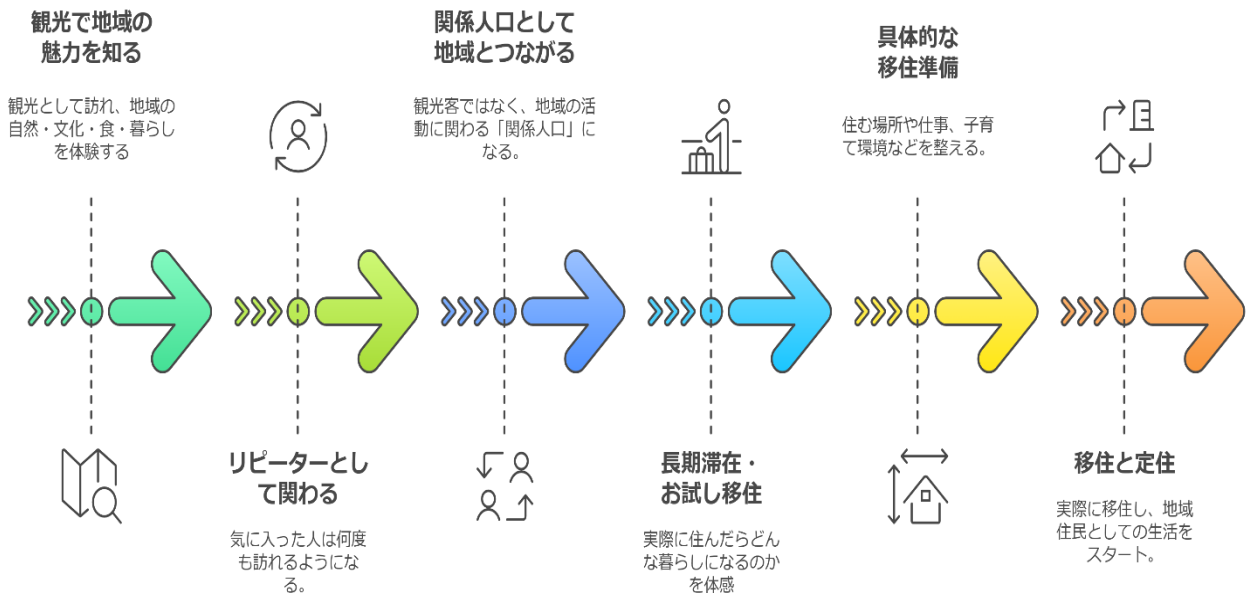 観光で地域の
魅力を知る
観光として訪れ、地域の
自然・文化・食・暮らし
を体験する
リピーターとし
て関わる
気に入った人は何度
も訪れるようにな
る。
関係人口として
地域とつながる
観光客ではなく、地域の活
動に関わる「関係人口」に
なる。
長期滞在・
お試し移住
実際に住んだらどん
な暮らしになるのか
を体感
具体的な
移住準備
住む場所や仕事、子育
て環境などを整える。
移住と定住
実際に移住し、地域
住民としての生活を
スタート。